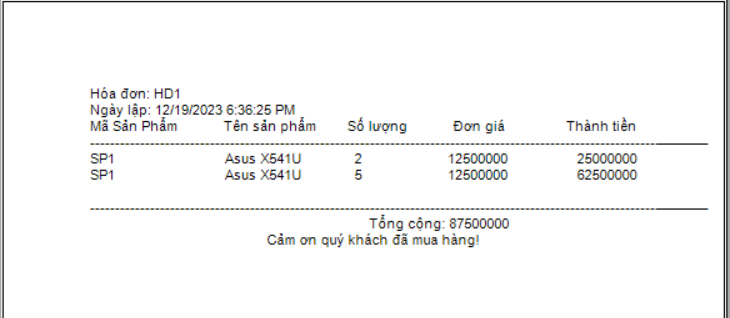 Hóa đơn: HD1
Ngày lập: 12/19/2023 6:36:25 PM
Mã Sản Phẩm Tên sản phẩm Số lượng Đơn giá Thành tiền
SP1 Asus X541U 2 12500000 25000000
SP1 Asus X541U 5 12500000 62500000
Tổng cộng: 87500000
Cảm ơn quý khách đã mua hàng!